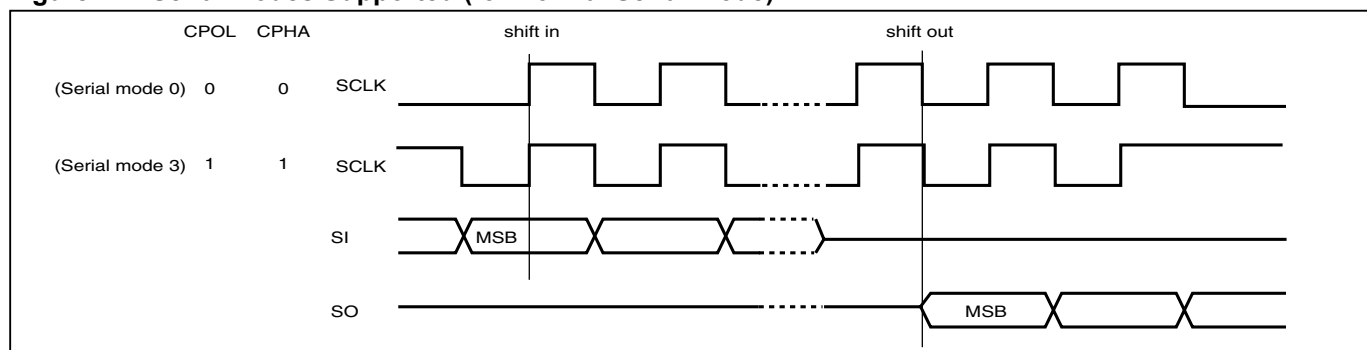 CPOL CPHA shift in shift out
(Serial mode 0) 0 0 SCLK
(Serial mode 3) 1 1 SCLK
SI MSB
SO MSB